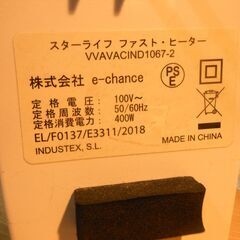 スターライフ ファスト・ヒーター
VVAVACIND1067-2
株式会社 e-chance
PS
E
定格電圧: 100V~
定格周波数: 50/60Hz
定格消費電力: 400W
EL/F0137/E3311/2018
INDUSTEX, S.L.
MADE IN CHINA